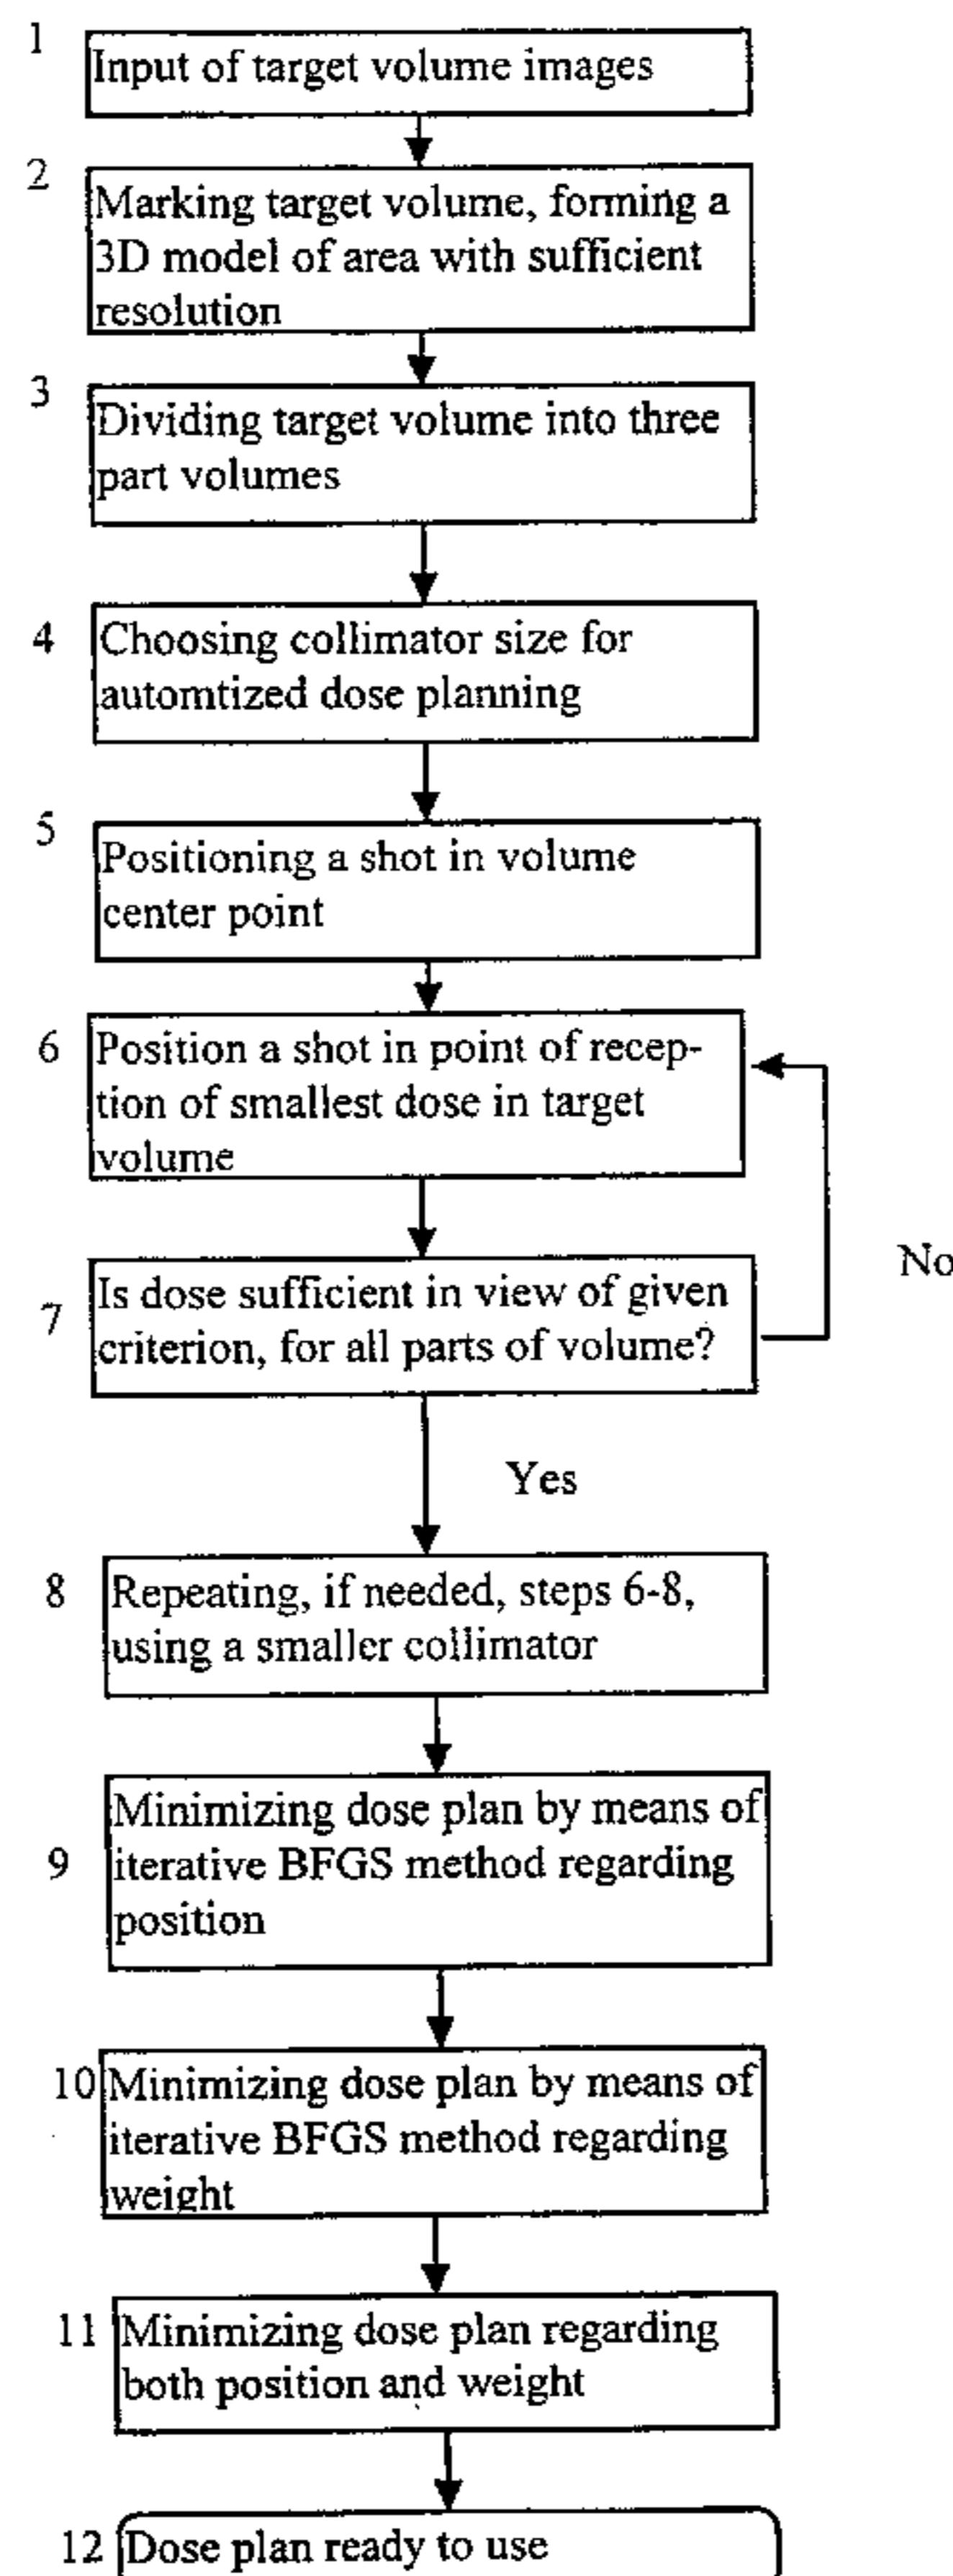 1
Input of target volume images
2
Marking target volume, forming a
3D model of area with sufficient
resolution
3
Dividing target volume into three
part volumes
4
Choosing collimator size for
automtized dose planning
5
Positioning a shot in volume
center point
6
Position a shot in point of recep-
tion of smallest dose in target
volume
No
7
Is dose sufficient in view of given
criterion, for all parts of volume?
Yes
8
Repeating, if needed, steps 6-8,
using a smaller collimator
9
Minimizing dose plan by means of
iterative BFGS method regarding
position
10
Minimizing dose plan by means of
iterative BFGS method regarding
weight
11
Minimizing dose plan regarding
both position and weight
12
Dose plan ready to use